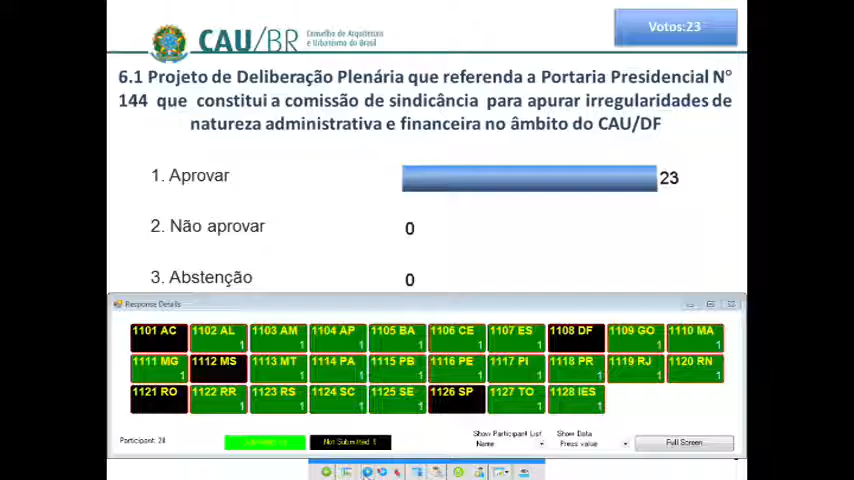 CAU/BR Conselho de Arquitetura
e Urbanismo do Brasil
Votos:23
6.1 Projeto de Deliberação Plenária que referenda a Portaria Presidencial N°
144 que constitui a comissão de sindicância para apurar irregularidades de
natureza administrativa e financeira no âmbito do CAU/DF
1. Aprovar 23
2. Não aprovar 0
3. Abstenção 0
Response Details
1101 AC 1102 AL 1103 AM 1104 AP 1105 BA 1106 CE 1107 ES 1108 DF 1109 GO 1110 MA
1 1 1 1 1 1 1 1
1111 MG 1112 MS 1113 MT 1114 PA 1115 PB 1116 PE 1117 PI 1118 PR 1119 RJ 1120 RN
1 1 1 1 1 1 1 1 1
1121 RO 1122 RR 1123 RS 1124 SC 1125 SE 1126 SP 1127 TO 1128 IES
1 1 1 1 1 1
Participant: 28
Not Submitted: 5
Show Participant List
Name
Show Data
Press value
Full Screen